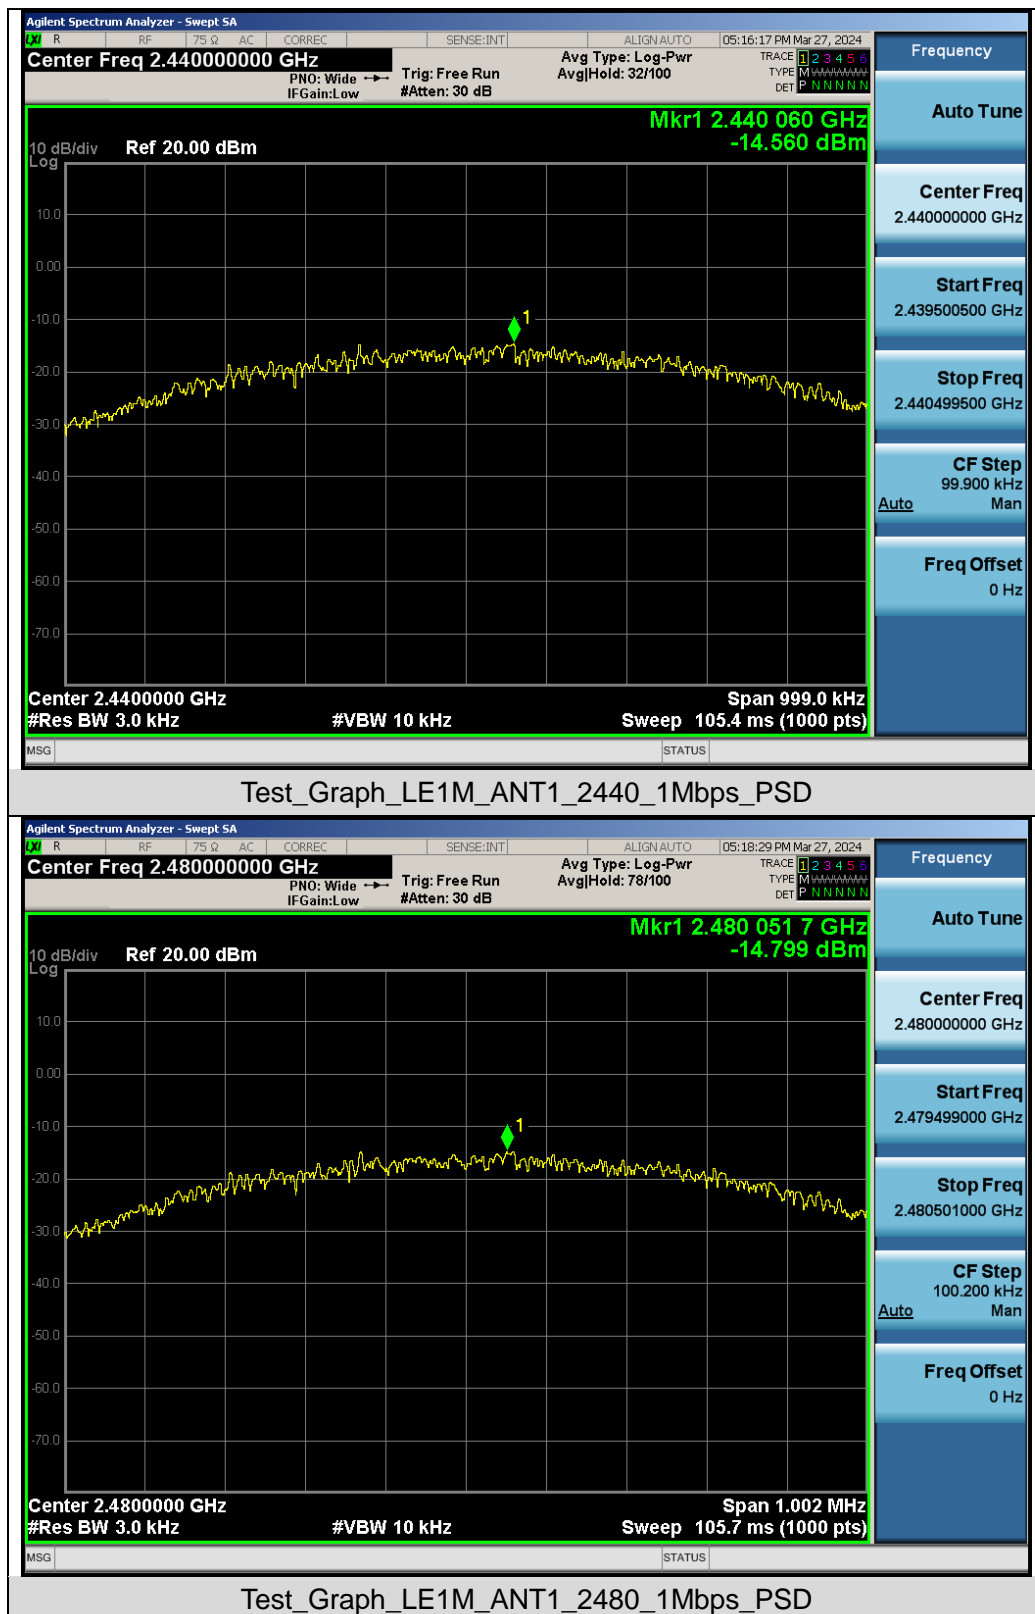 Agilent Spectrum Analyzer - Swept SA
LXI R RF 75 Ω AC CORREC SENSE:INT ALIGN AUTO 05:16:17 PM Mar 27, 2024
Center Freq 2.440000000 GHz
PNO: Wide
IFGain:Low
Trig: Free Run
#Atten: 30 dB
Avg Type: Log-Pwr
Avg|Hold: 32/100
TRACE 1 2 3 4 5 6
TYPE M WWWWW
DET P N N N N N
Frequency
Auto Tune
Center Freq
2.440000000 GHz
Start Freq
2.439500500 GHz
Stop Freq
2.440499500 GHz
CF Step
99.900 kHz
Auto Man
Freq Offset
0 Hz
Mkr1 2.440 060 GHz
-14.560 dBm
10 dB/div Ref 20.00 dBm
Log
10.0
0.00
1
-10.0
-20.0
-30.0
-40.0
-50.0
-60.0
-70.0
Center 2.4400000 GHz Span 999.0 kHz
#Res BW 3.0 kHz #VBW 10 kHz Sweep 105.4 ms (1000 pts)
MSG STATUS
Test_Graph_LE1M_ANT1_2440_1Mbps_PSD
Agilent Spectrum Analyzer - Swept SA
LXI R RF 75 Ω AC CORREC SENSE:INT ALIGN AUTO 05:18:29 PM Mar 27, 2024
Center Freq 2.480000000 GHz
PNO: Wide
IFGain:Low
Trig: Free Run
#Atten: 30 dB
Avg Type: Log-Pwr
Avg|Hold: 78/100
TRACE 1 2 3 4 5 6
TYPE M WWWWW
DET P N N N N N
Frequency
Auto Tune
Center Freq
2.480000000 GHz
Start Freq
2.479499000 GHz
Stop Freq
2.480501000 GHz
CF Step
100.200 kHz
Auto Man
Freq Offset
0 Hz
Mkr1 2.480 051 7 GHz
-14.799 dBm
10 dB/div Ref 20.00 dBm
Log
10.0
0.00
1
-10.0
-20.0
-30.0
-40.0
-50.0
-60.0
-70.0
Center 2.4800000 GHz Span 1.002 MHz
#Res BW 3.0 kHz #VBW 10 kHz Sweep 105.7 ms (1000 pts)
MSG STATUS
Test_Graph_LE1M_ANT1_2480_1Mbps_PSD